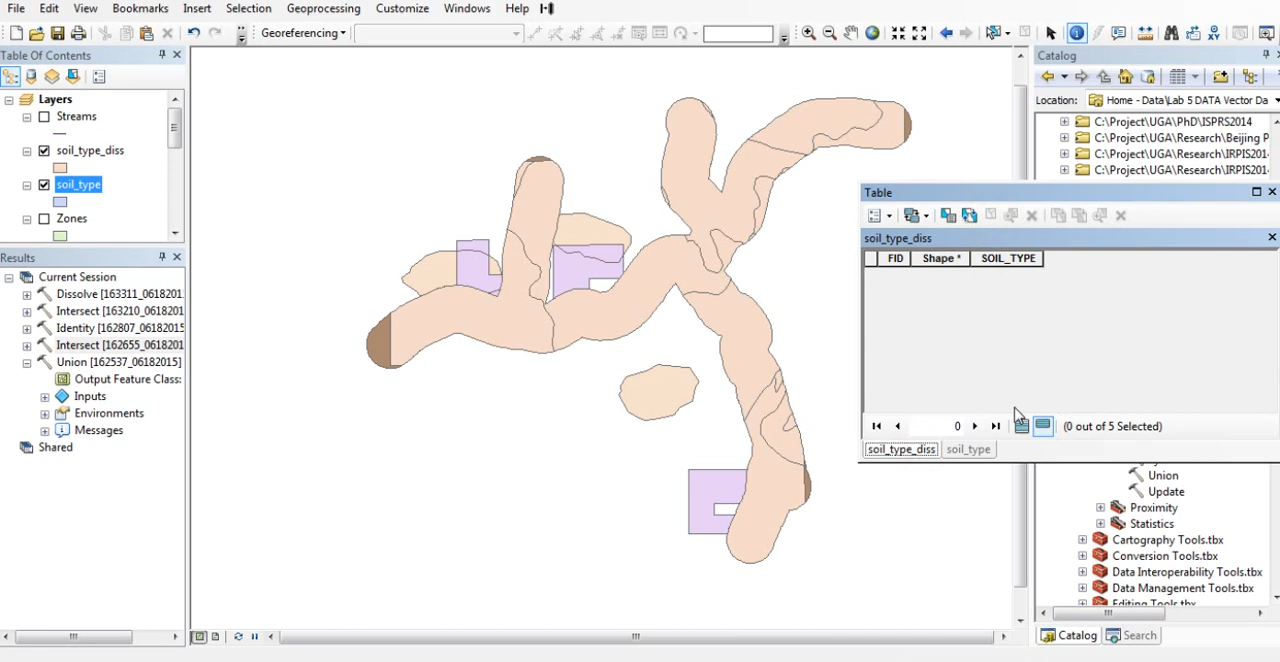 File Edit View Bookmarks Insert Selection Geoprocessing Customize Windows Help
Georeferencing
Table Of Contents
Layers
Streams
soil_type_diss
soil_type
Zones
Results
Current Session
Dissolve [163311_0618201
Intersect [163210_061820
Identity [162807_06182015
Intersect [162655_061820
Union [162537_06182015]
Output Feature Class:
Inputs
Environments
Messages
Shared
Catalog
Location: Home - Data\Lab 5 DATA Vector Da
C:\Project\UGA\PhD\ISPRS2014
C:\Project\UGA\Research\Beijing P
C:\Project\UGA\Research\IRPIS2014
C:\Project\UGA\Research\IRPIS2014
Table
soil_type_diss
FID Shape * SOIL_TYPE
0 (0 out of 5 Selected)
soil_type_diss soil_type
Union
Update
Proximity
Statistics
Cartography Tools.tbx
Conversion Tools.tbx
Data Interoperability Tools.tbx
Data Management Tools.tbx
Catalog Search